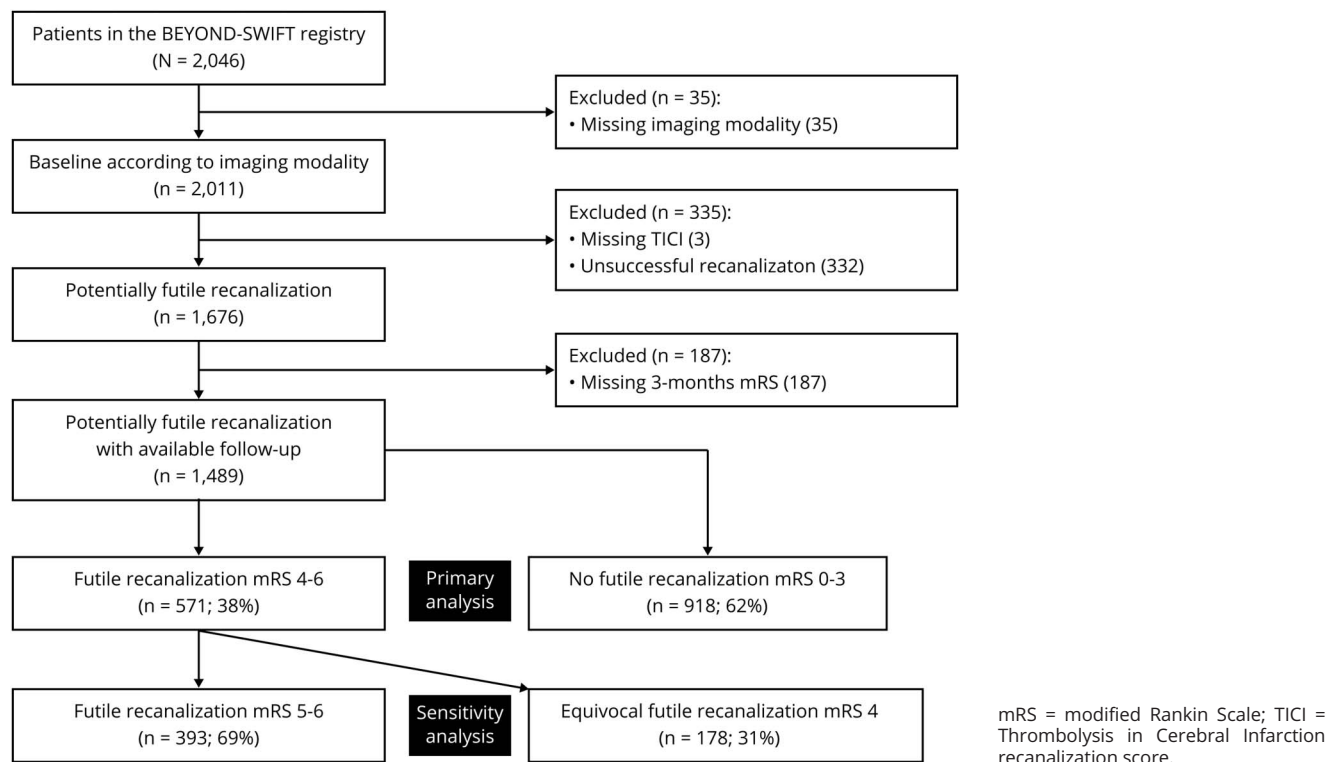 Patients in the BEYOND-SWIFT registry
(N = 2,046)
Excluded (n = 35):
• Missing imaging modality (35)
Baseline according to imaging modality
(n = 2,011)
Excluded (n = 335):
• Missing TICI (3)
• Unsuccessful recanalizaton (332)
Potentially futile recanalization
(n = 1,676)
Excluded (n = 187):
• Missing 3-months mRS (187)
Potentially futile recanalization
with available follow-up
(n = 1,489)
Futile recanalization mRS 4-6
(n = 571; 38%)
Primary
analysis
No futile recanalization mRS 0-3
(n = 918; 62%)
Futile recanalization mRS 5-6
(n = 393; 69%)
Sensitivity
analysis
Equivocal futile recanalization mRS 4
(n = 178; 31%)
mRS = modified Rankin Scale; TICI =
Thrombolysis in Cerebral Infarction
recanalization score